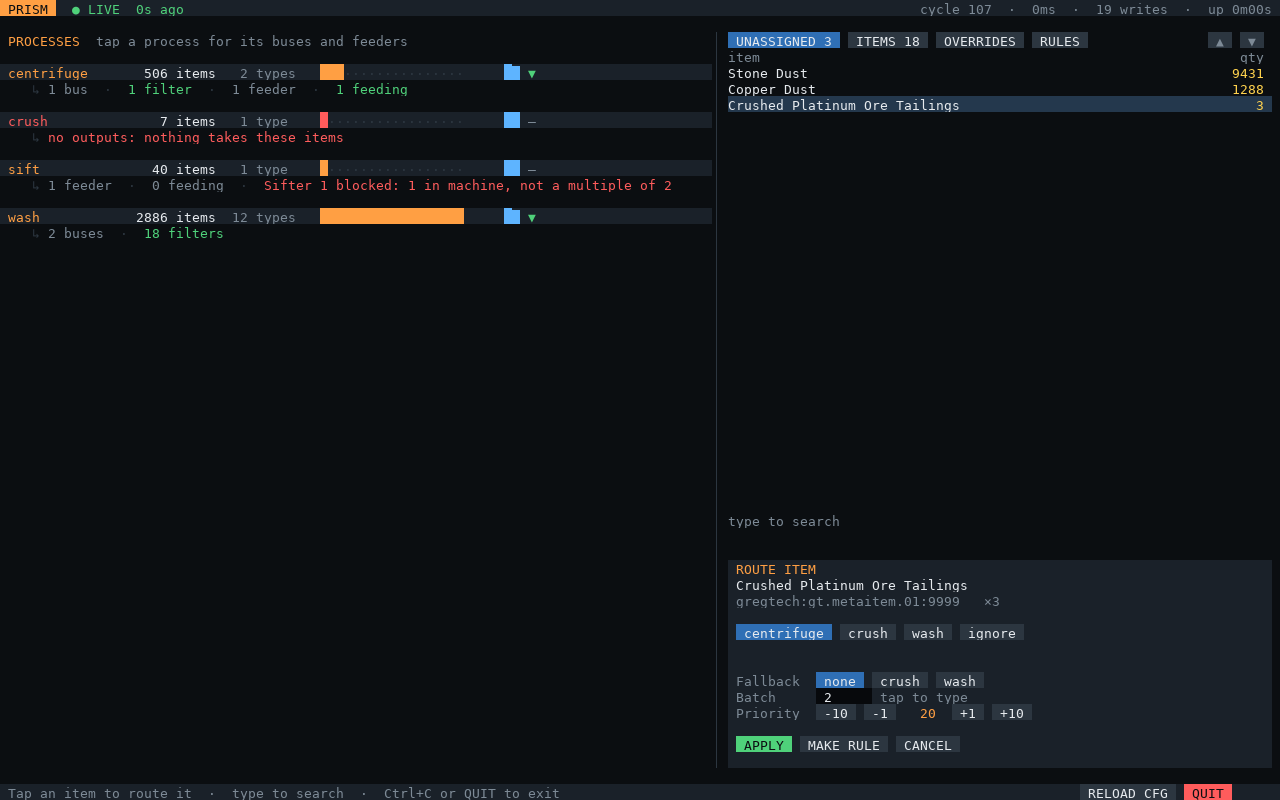 PRISM ● LIVE 0s ago cycle 107 · 0ms · 19 writes · up 0m00s
PROCESSES tap a process for its buses and feeders
centrifuge 506 items 2 types ▼
↳ 1 bus · 1 filter · 1 feeder · 1 feeding
crush 7 items 1 type —
↳ no outputs: nothing takes these items
sift 40 items 1 type —
↳ 1 feeder · 0 feeding · Sifter 1 blocked: 1 in machine, not a multiple of 2
wash 2886 items 12 types ▼
↳ 2 buses · 18 filters
UNASSIGNED 3 ITEMS 18 OVERRIDES RULES ▲ ▼
item qty
Stone Dust 9431
Copper Dust 1288
Crushed Platinum Ore Tailings 3
type to search
ROUTE ITEM
Crushed Platinum Ore Tailings
gregtech:gt.metaitem.01:9999 ×3
centrifuge crush wash ignore
Fallback none crush wash
Batch 2 tap to type
Priority -10 -1 20 +1 +10
APPLY MAKE RULE CANCEL
Tap an item to route it · type to search · Ctrl+C or QUIT to exit RELOAD CFG QUIT